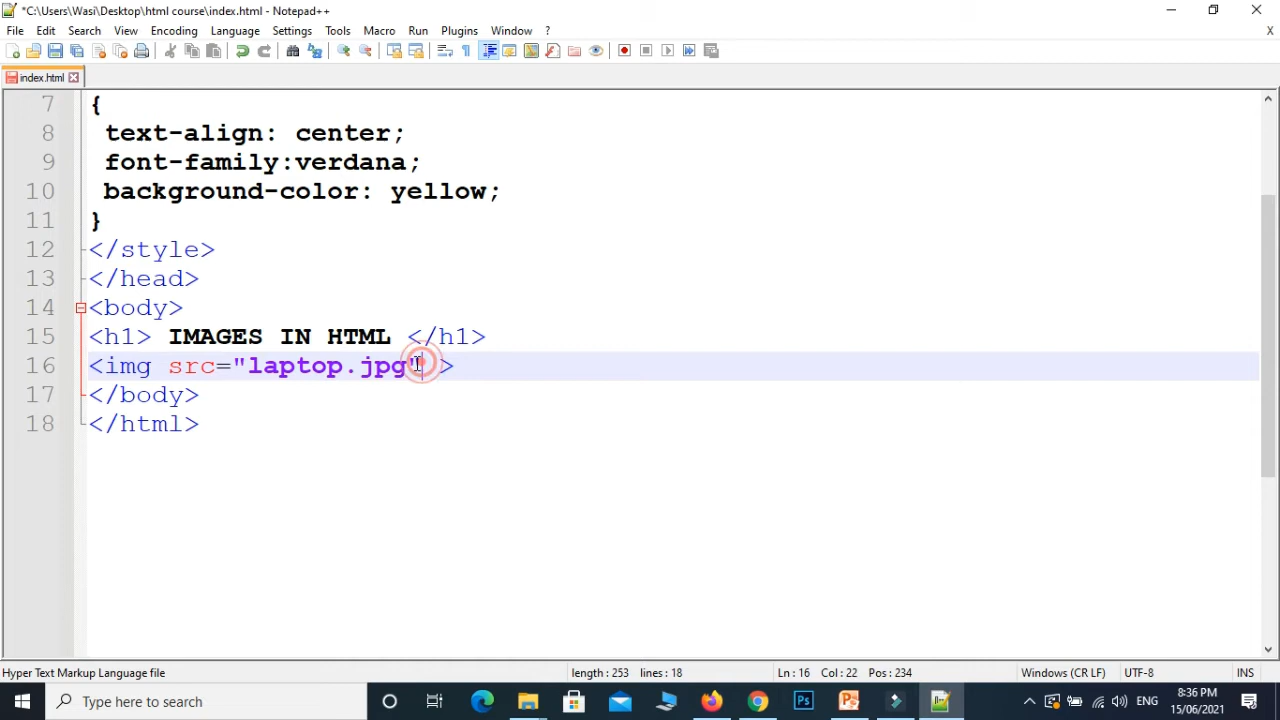 *C:\Users\Wasi\Desktop\html course\index.html - Notepad++
File Edit Search View Encoding Language Settings Tools Macro Run Plugins Window ? X
index.html
7 {
8 text-align: center;
9 font-family:verdana;
10 background-color: yellow;
11 }
12 </style>
13 </head>
14 <body>
15 <h1> IMAGES IN HTML </h1>
16 <img src="laptop.jpg" >
17 </body>
18 </html>
Hyper Text Markup Language file length : 253 lines : 18 Ln : 16 Col : 22 Pos : 234 Windows (CR LF) UTF-8 INS
Type here to search ENG 8:36 PM
15/06/2021